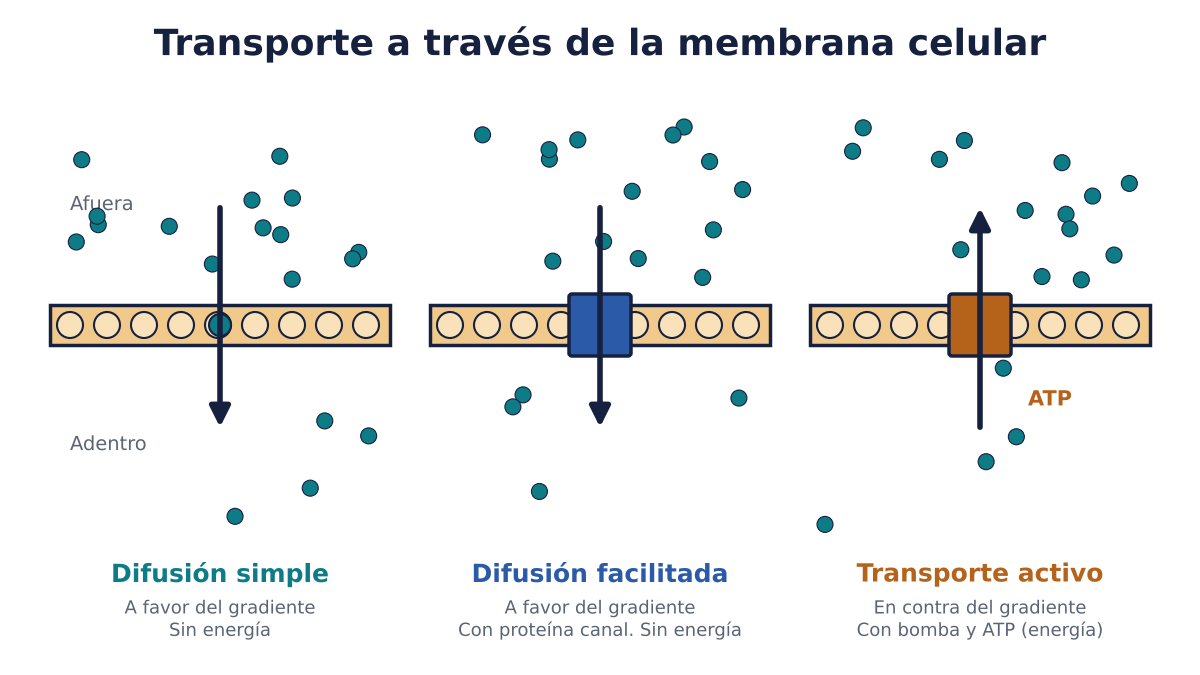 Transporte a través de la membrana celular
Afuera
Adentro
ATP
Difusión simple
A favor del gradiente
Sin energía
Difusión facilitada
A favor del gradiente
Con proteína canal. Sin energía
Transporte activo
En contra del gradiente
Con bomba y ATP (energía)